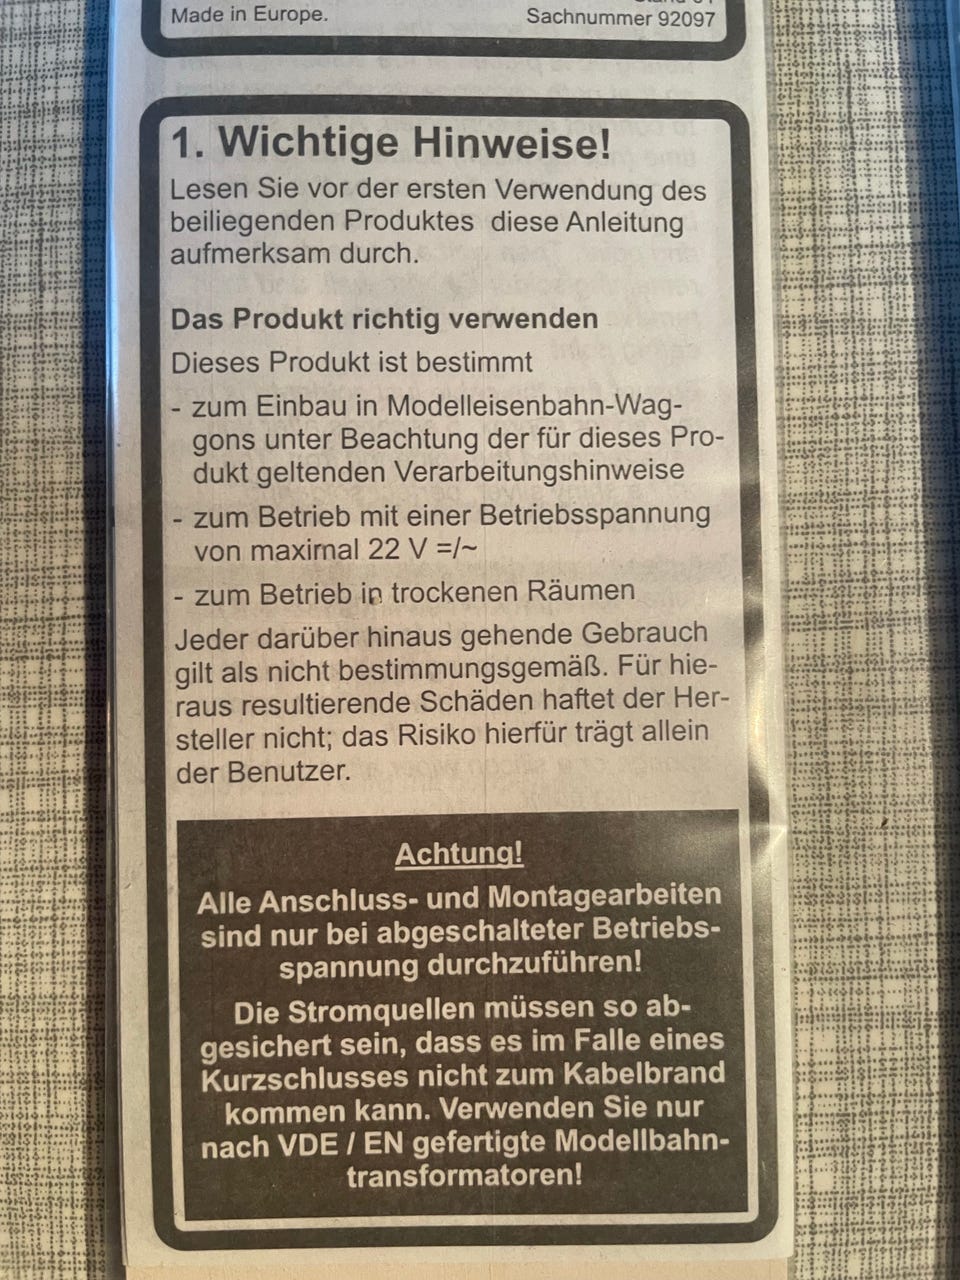 Made in Europe.
Sachnummer 92097
1. Wichtige Hinweise!
Lesen Sie vor der ersten Verwendung des
beiliegenden Produktes diese Anleitung
aufmerksam durch.
Das Produkt richtig verwenden
Dieses Produkt ist bestimmt
- zum Einbau in Modelleisenbahn-Wag-
gons unter Beachtung der für dieses Pro-
dukt geltenden Verarbeitungshinweise
- zum Betrieb mit einer Betriebsspannung
von maximal 22 V =/~
- zum Betrieb in trockenen Räumen
Jeder darüber hinaus gehende Gebrauch
gilt als nicht bestimmungsgemäß. Für hie-
raus resultierende Schäden haftet der Her-
steller nicht; das Risiko hierfür trägt allein
der Benutzer.
Achtung!
Alle Anschluss- und Montagearbeiten
sind nur bei abgeschalteter Betriebs-
spannung durchzuführen!
Die Stromquellen müssen so ab-
gesichert sein, dass es im Falle eines
Kurzschlusses nicht zum Kabelbrand
kommen kann. Verwenden Sie nur
nach VDE / EN gefertigte Modellbahn-
transformatoren!